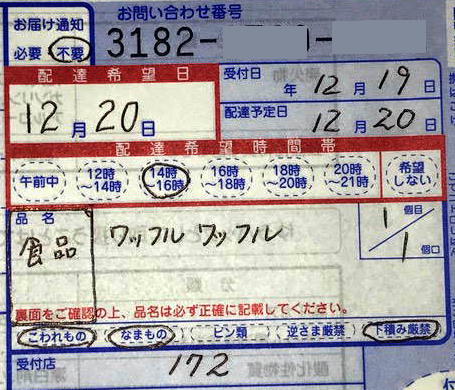 お問い合わせ番号
お届け通知
必要 不要
3182-
配達希望日
12月20日
受付日
年 12月19日
配達予定日
12月20日
配達希望時間帯
午前中 12時～14時 14時～16時 16時～18時 18時～20時 20時～21時 希望しない
品名
食品 ワッフルワッフル
1個目/1個口
裏面をご確認の上、品名は必ず正確に記載してください。
こわれもの なまもの ビン類 逆さま厳禁 下積み厳禁
受付店 172